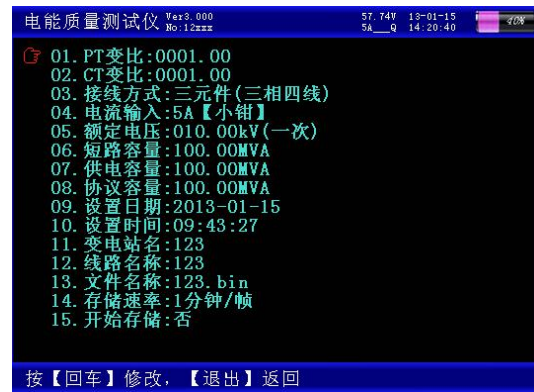 电能质量测试仪 Ver3.000 No:12xxx 57.74V 13-01-15 5A___Q 14:20:40 40%
01.PT变比:0001.00
02.CT变比:0001.00
03.接线方式:三元件(三相四线)
04.电流输入:5A【小钳】
05.额定电压:010.00kV(一次)
06.短路容量:100.00MVA
07.供电容量:100.00MVA
08.协议容量:100.00MVA
09.设置日期:2013-01-15
10.设置时间:09:43:27
11.变电站名:123
12.线路名称:123
13.文件名称:123.bin
14.存储速率:1分钟/帧
15.开始存储:否
按【回车】修改,【退出】返回